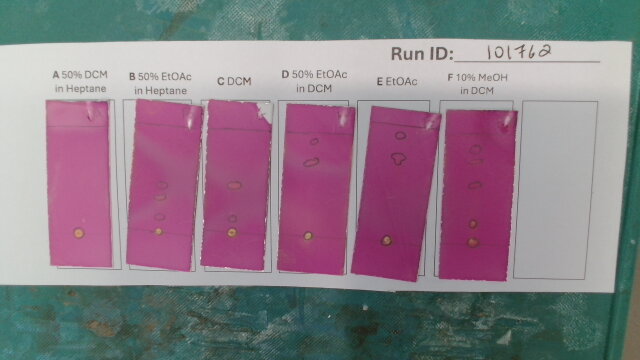 Run ID: 101762
A 50% DCM
in Heptane
B 50% EtOAc
in Heptane
C DCM
D 50% EtOAc
in DCM
E EtOAc
F 10% MeOH
in DCM